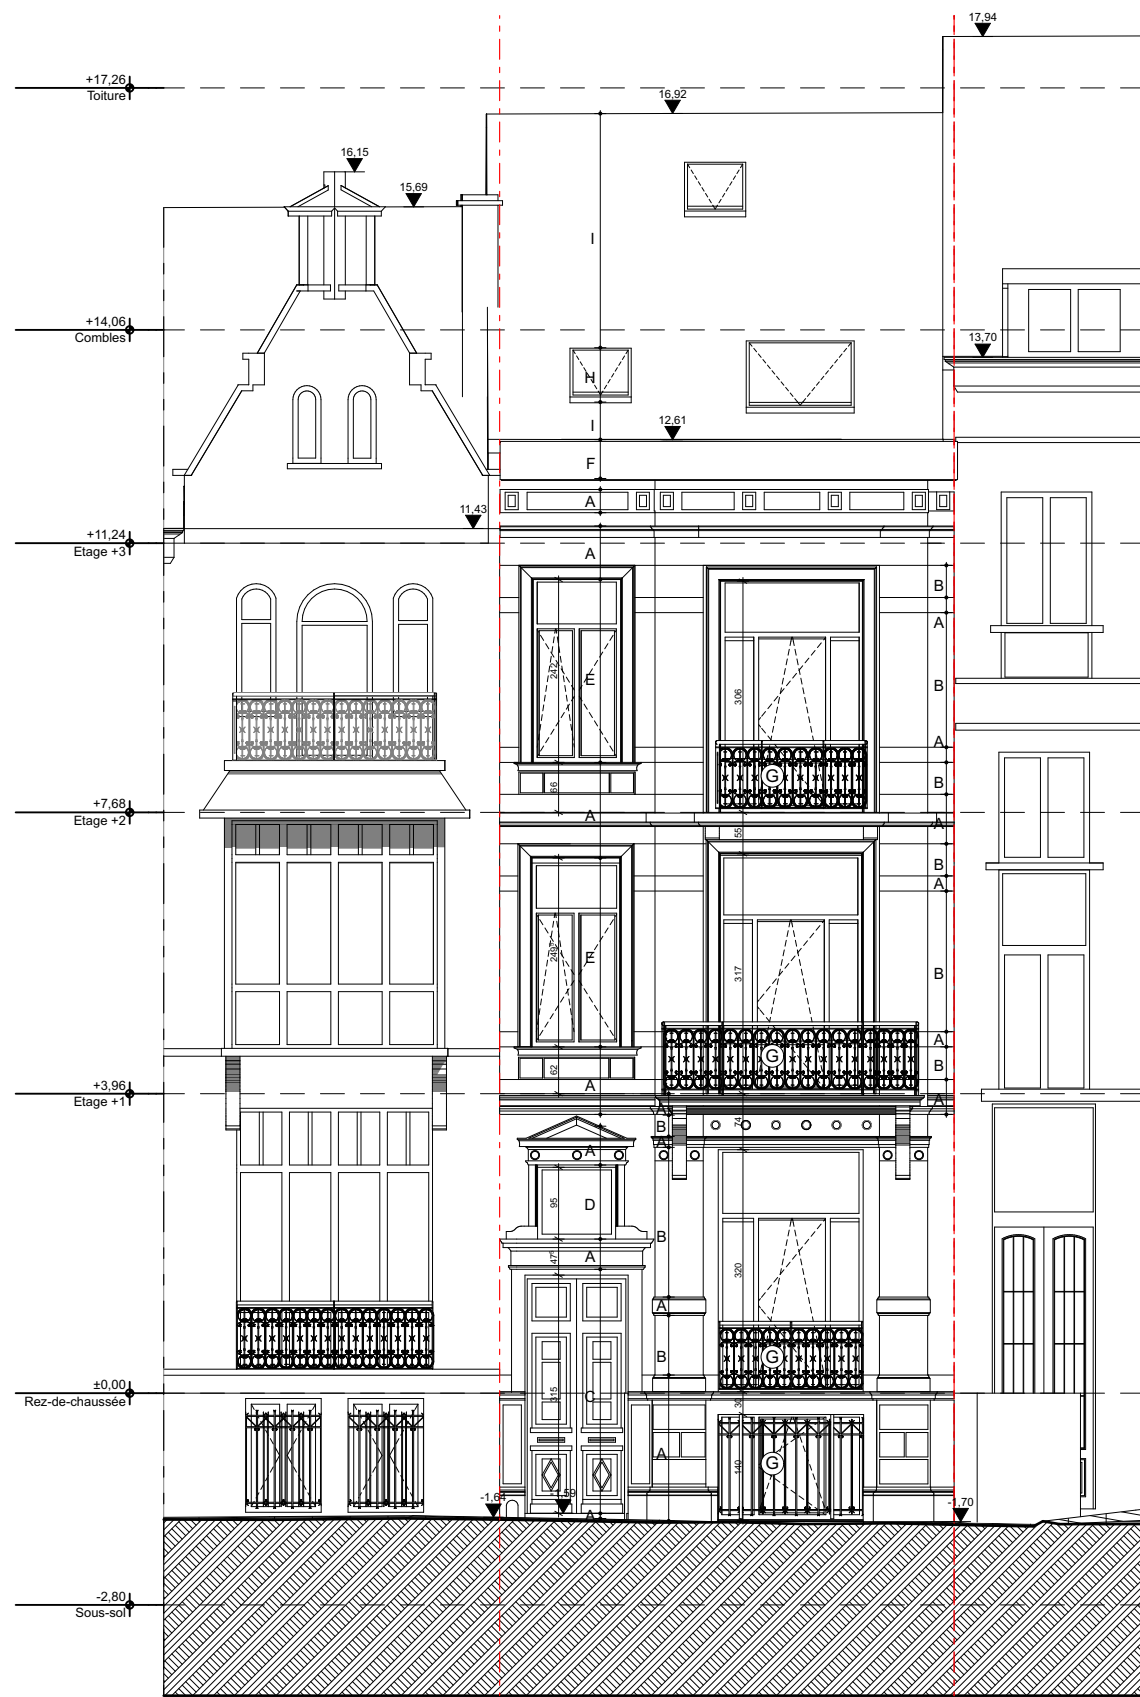 17,94
+17,26
Toiture
16,92
16,15
15,69
I
+14,06
Combles
13,70
H
I
12,61
F
A
11,43
+11,24
Etage +3
A
B
A
242
E
306
B
A
G
B
66
+7,68
Etage +2
A
A
55
B
A
249
E
317
B
A
G
B
62
A
+3,96
Etage +1
A
A
B
74
A
A
95
D
B
47
A
320
A
B
G
±0,00
Rez-de-chaussée
315
C
30
A
G
140
-1,64
-1,59
-1,70
A
-2,80
Sous-sol